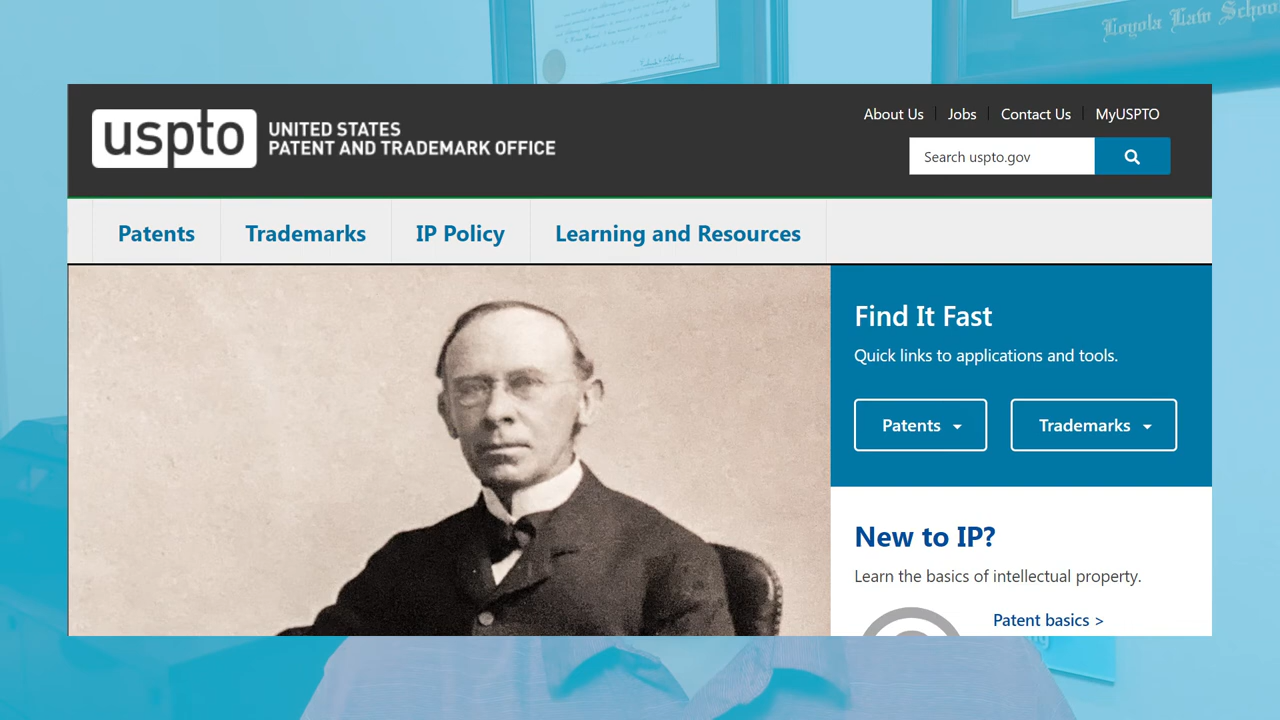 Loyola Law School
uspto
UNITED STATES
PATENT AND TRADEMARK OFFICE
About Us
Jobs
Contact Us
MyUSPTO
Search uspto.gov
Patents
Trademarks
IP Policy
Learning and Resources
Find It Fast
Quick links to applications and tools.
Patents
Trademarks
New to IP?
Learn the basics of intellectual property.
Patent basics >